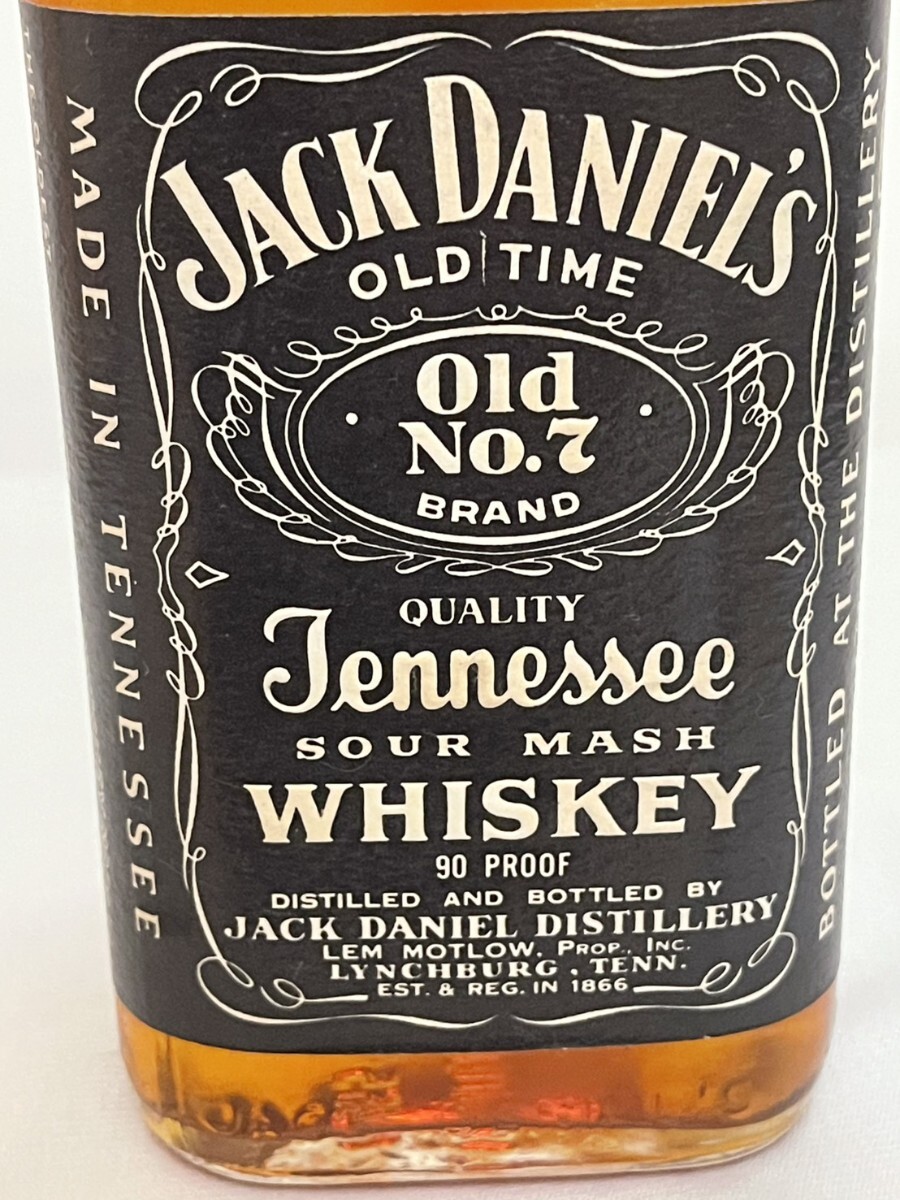 JACK DANIEL'S
OLD TIME
Old
No. 7
BRAND
QUALITY
Tennessee
SOUR MASH
WHISKEY
90 PROOF
DISTILLED AND BOTTLED BY
JACK DANIEL DISTILLERY
LEM MOTLOW, PROP., INC.
LYNCHBURG, TENN.
EST. & REG. IN 1866
MADE IN TENNESSEE
BOTTLED AT THE DISTILLERY